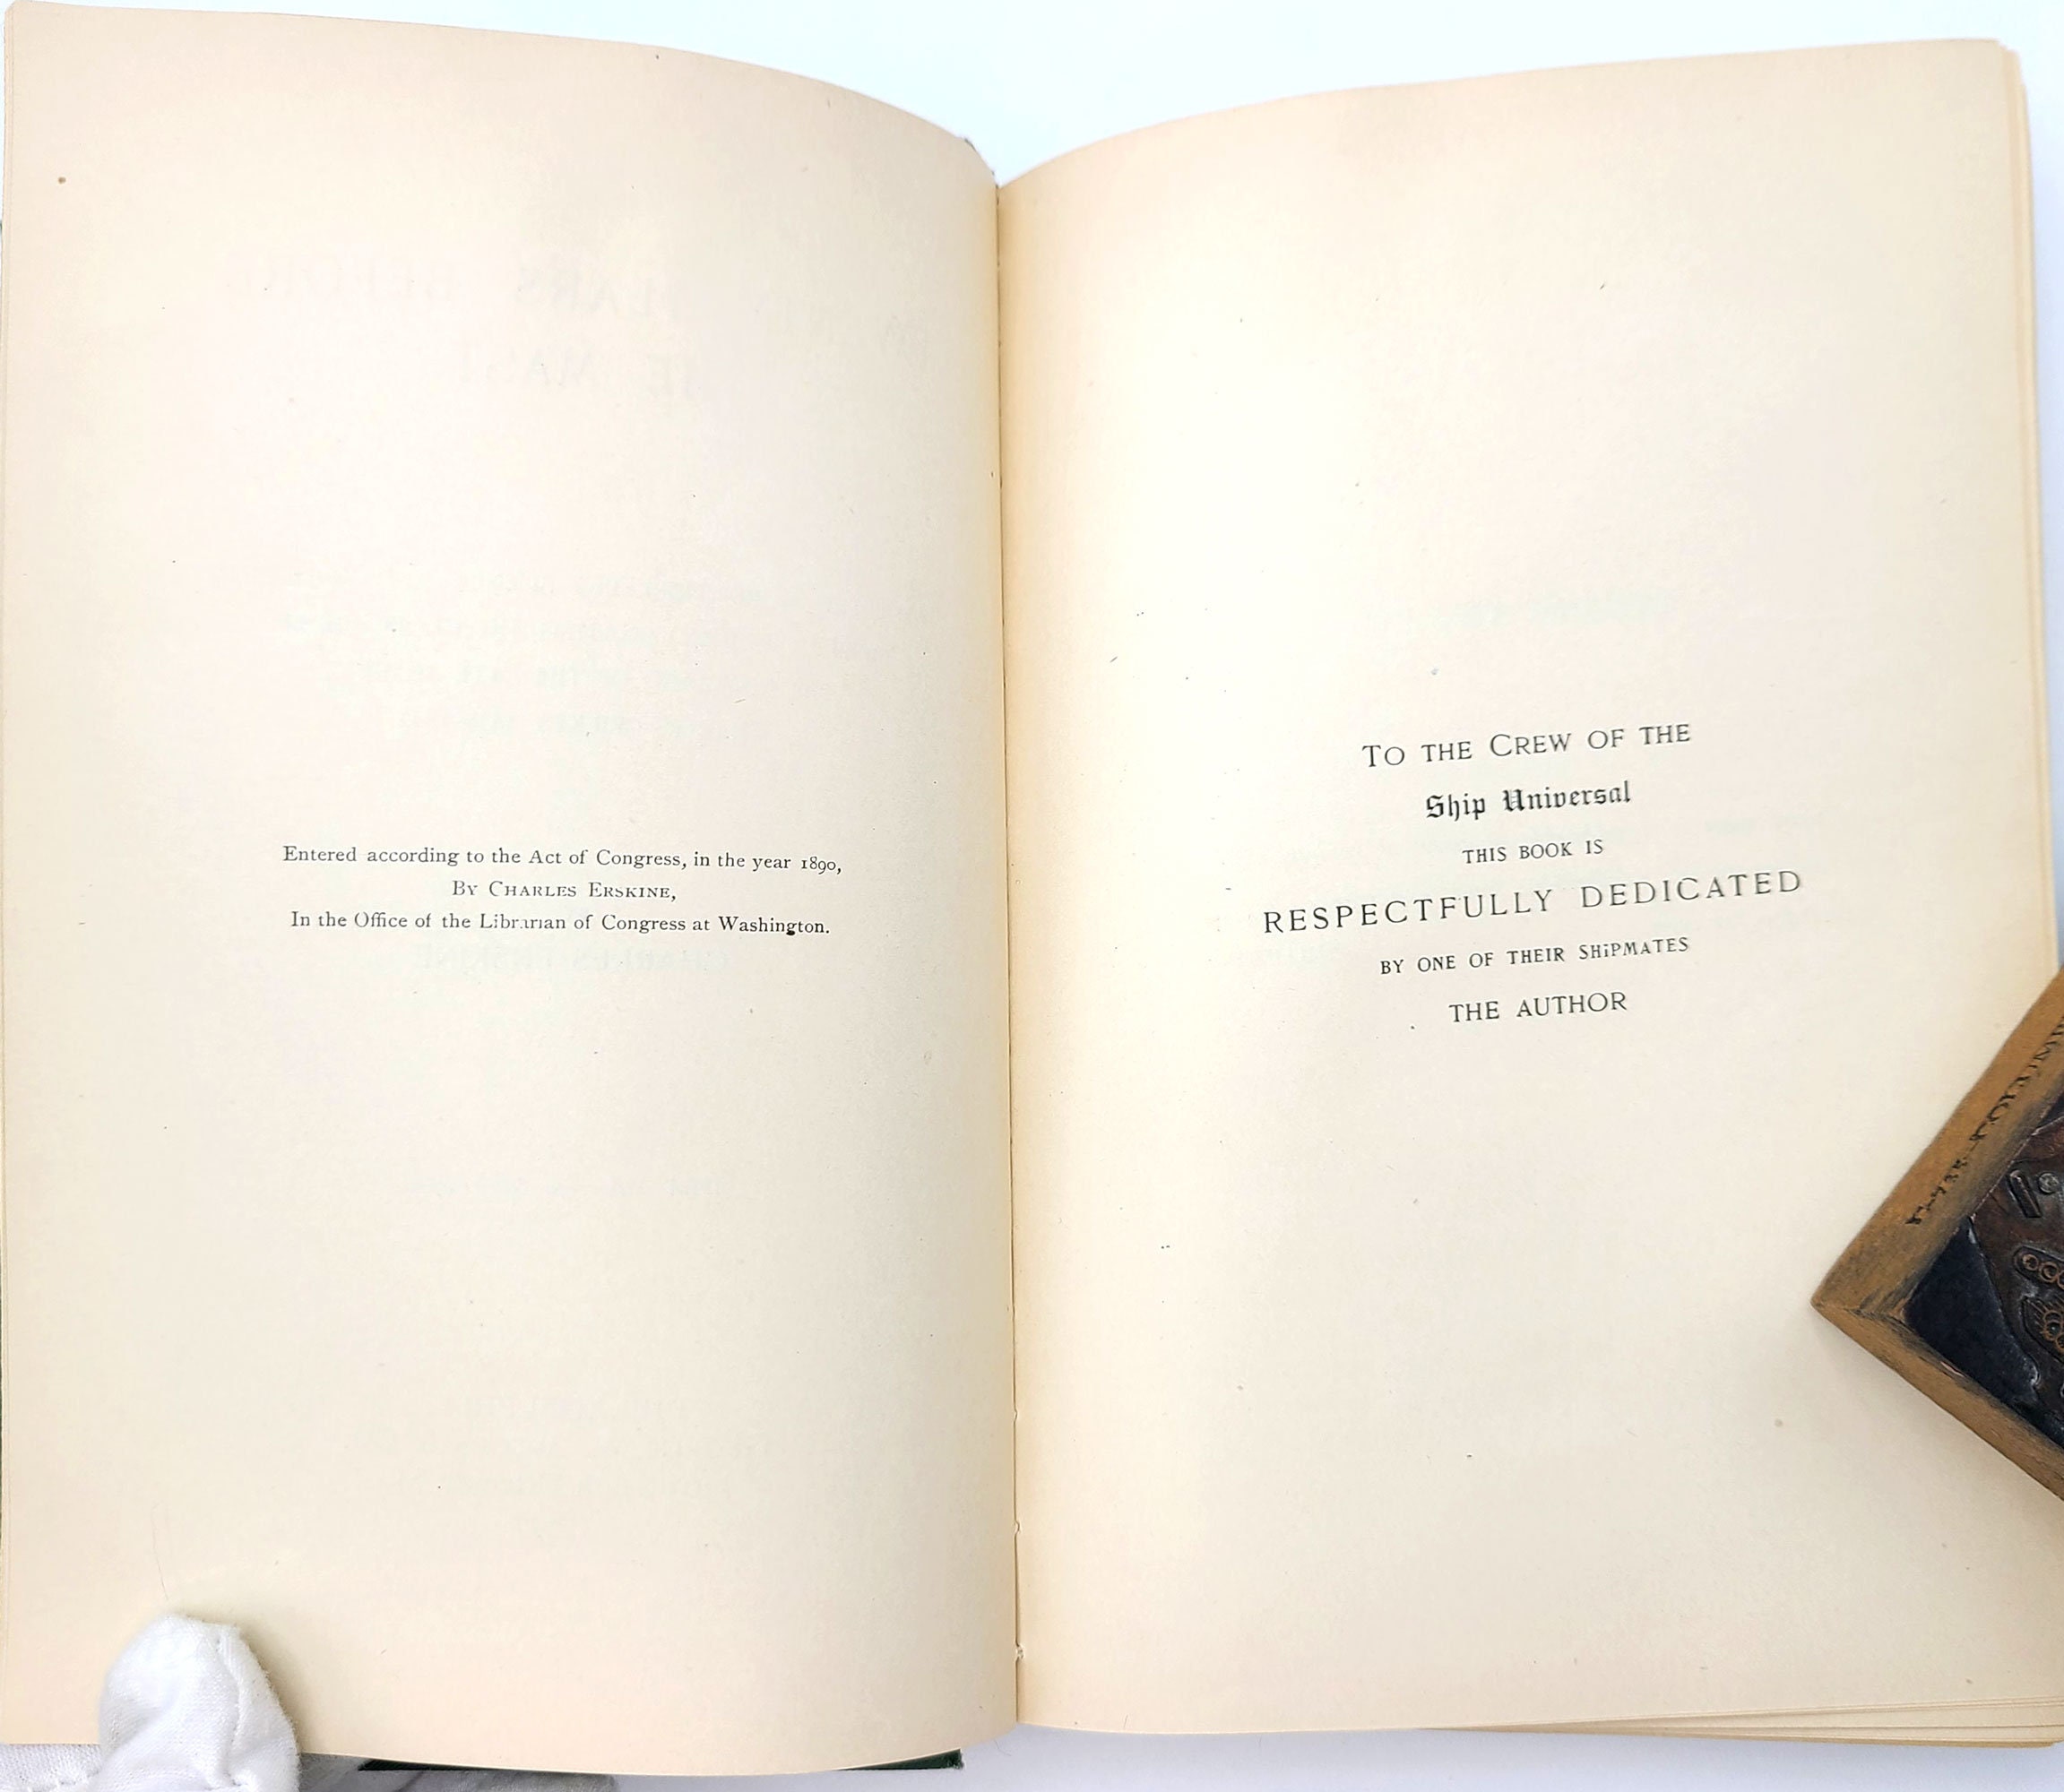 Entered according to the Act of Congress, in the year 1890,
By Charles Erskine,
In the Office of the Librarian of Congress at Washington.
To the Crew of the
Ship Universal
THIS BOOK IS
RESPECTFULLY DEDICATED
BY ONE OF THEIR SHiPMATES
THE AUTHOR